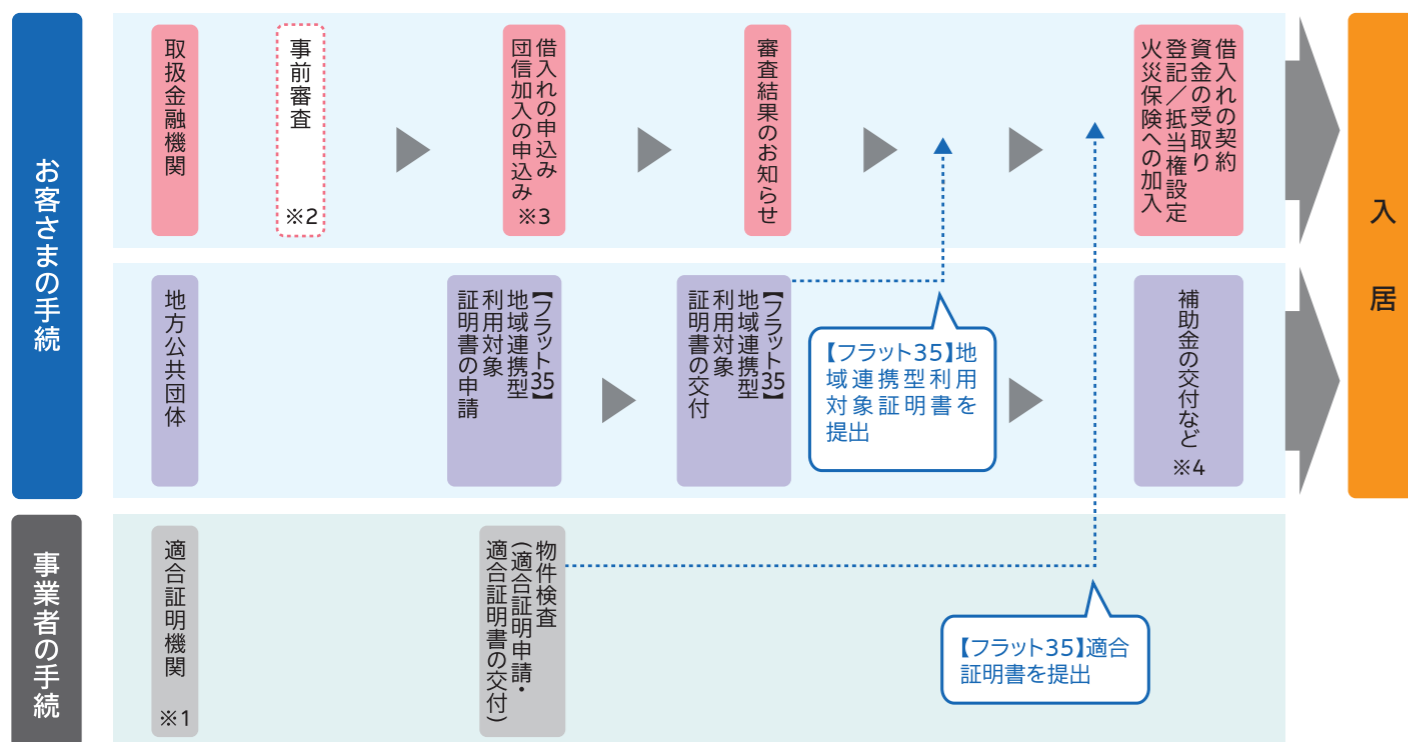 お客さまの手続
取扱金融機関
事前審査
※2
借入れの申込み
団信加入の申込み
※3
審査結果のお知らせ
借入れの契約
資金の受取り
登記／抵当権設定
火災保険への加入
地方公共団体
【フラット35】
地域連携型
利用対象
証明書の申請
【フラット35】
地域連携型
利用対象
証明書の交付
【フラット35】地
域連携型利用
対象証明書を
提出
補助金の交付など
※4
入居
事業者の手続
適合証明機関
※1
物件検査
(適合証明申請・
適合証明書の交付)
【フラット35】適合
証明書を提出